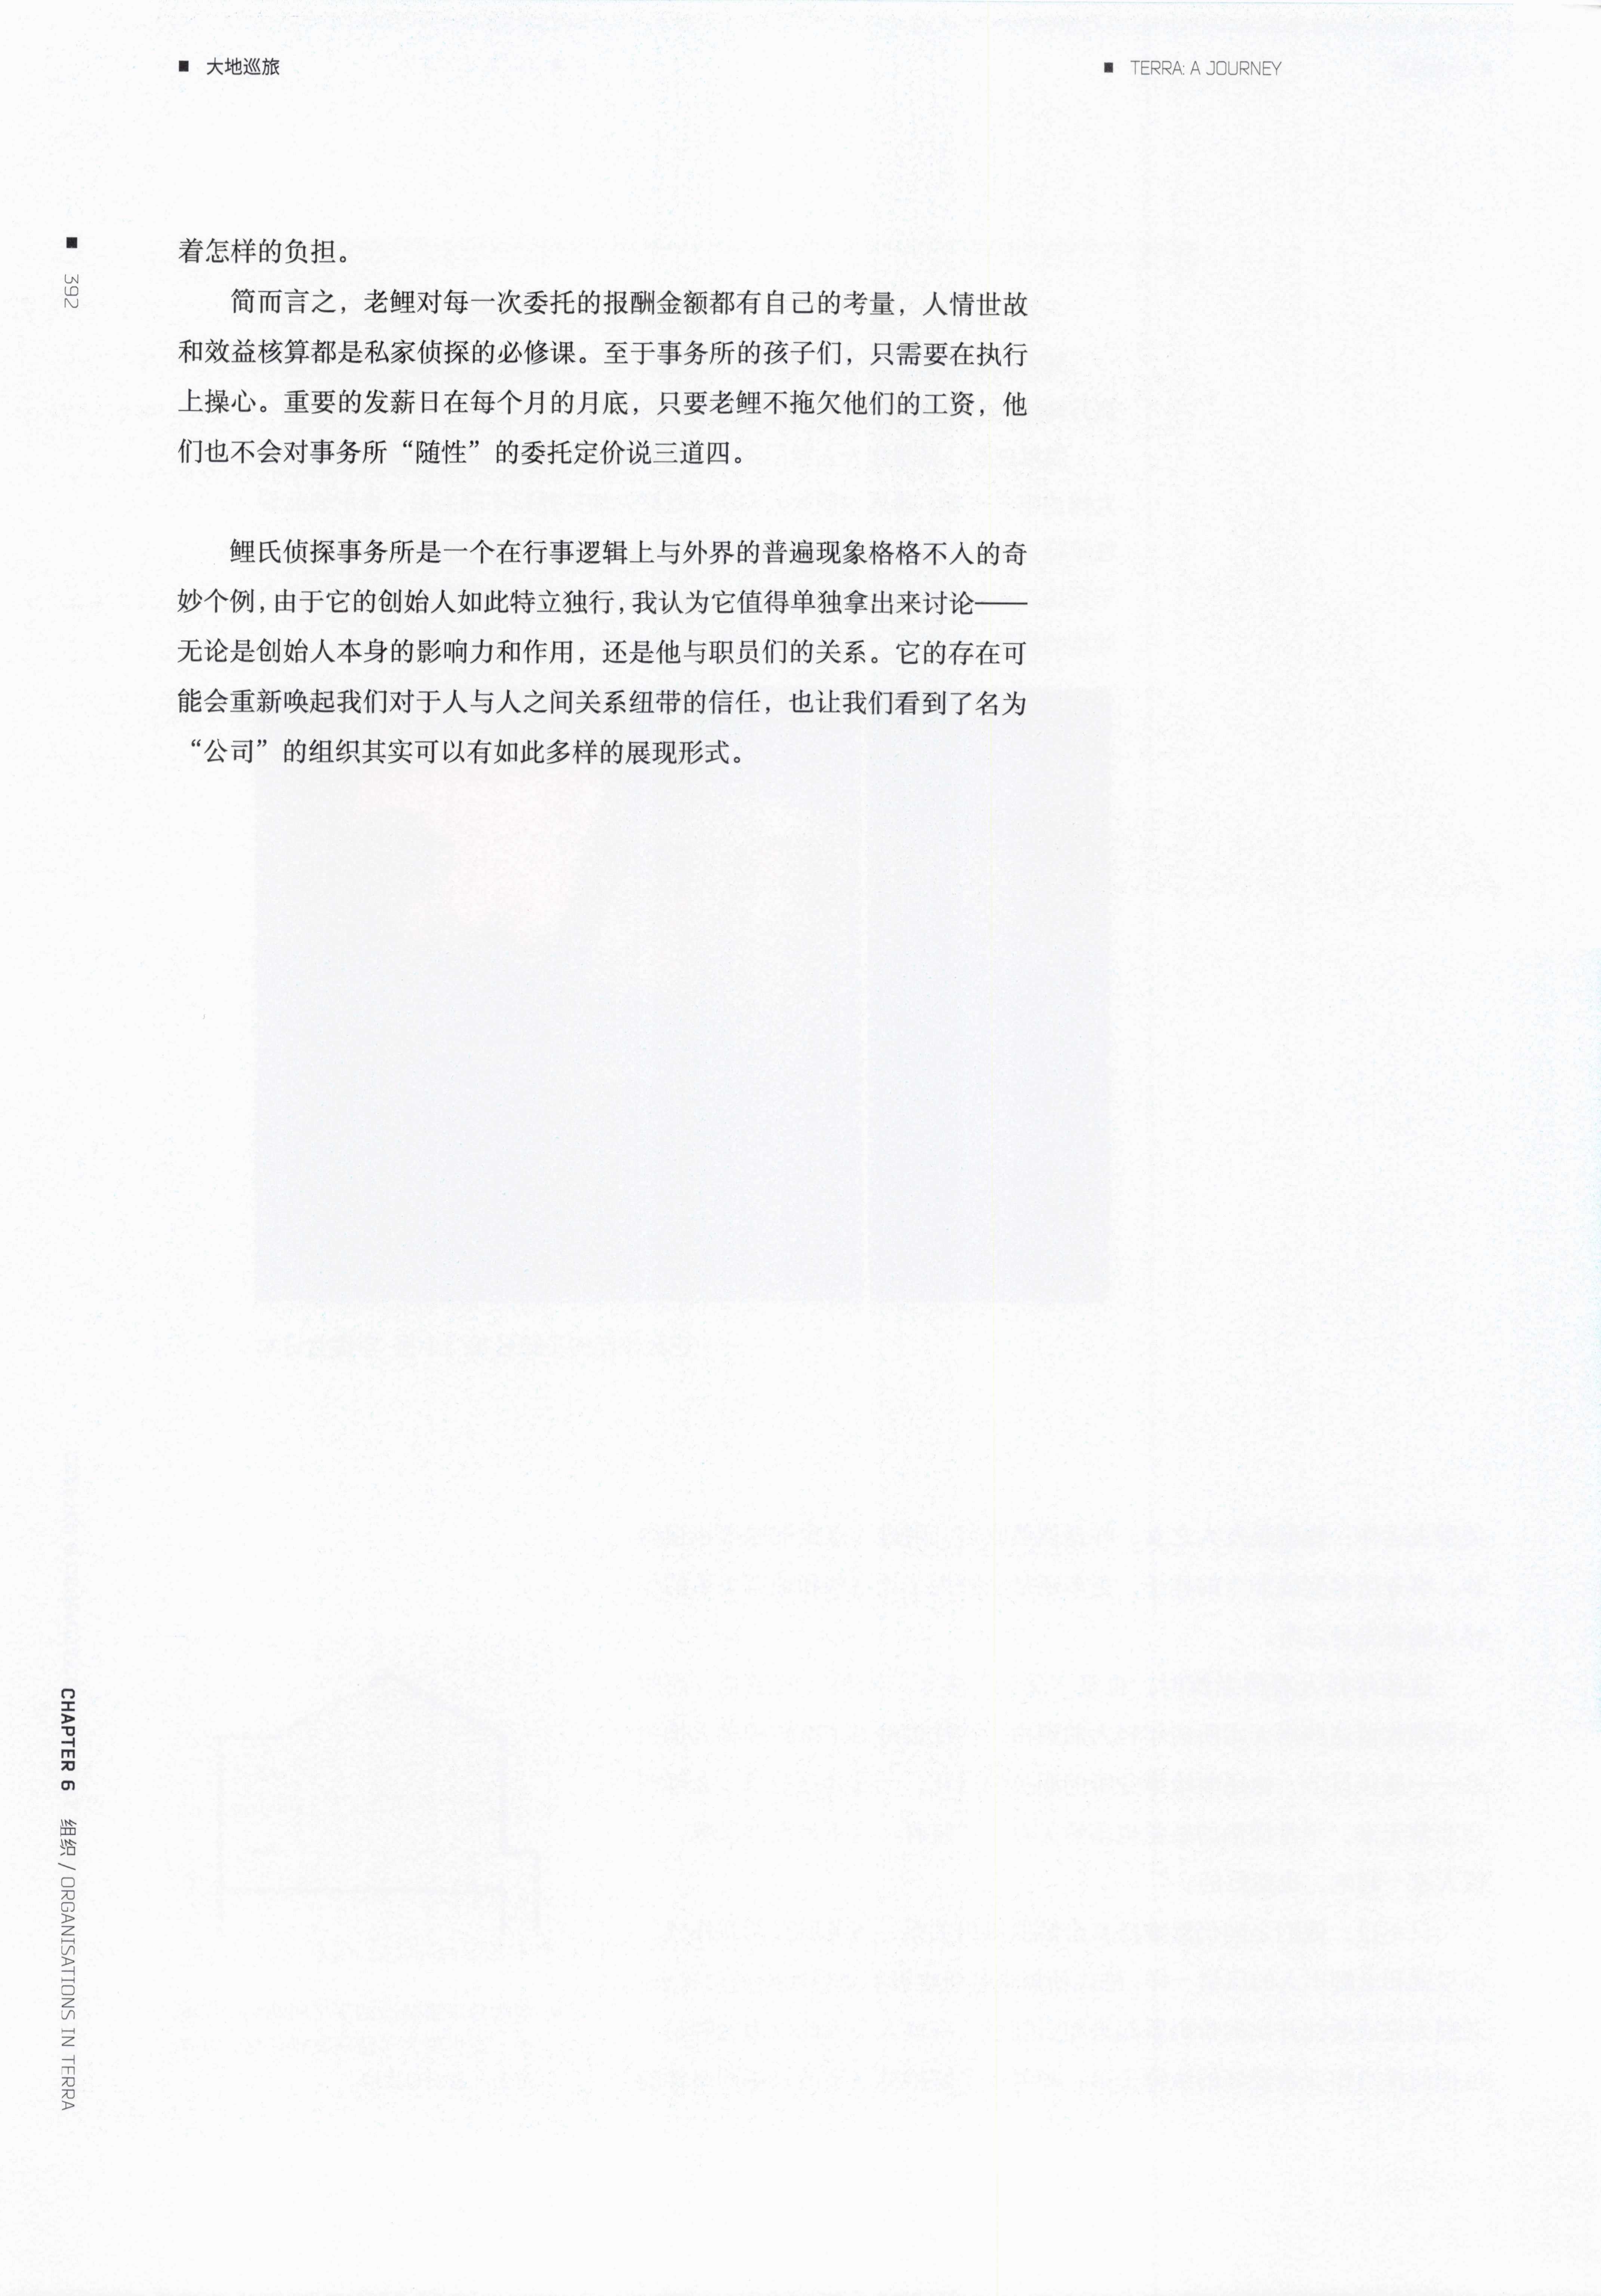 ■ 大地巡旅
■ TERRA: A JOURNEY
■ 392
着怎样的负担。
简而言之，老鲤对每一次委托的报酬金额都有自己的考量，人情世故
和效益核算都是私家侦探的必修课。至于事务所的孩子们，只需要在执行
上操心。重要的发薪日在每个月的月底，只要老鲤不拖欠他们的工资，他
们也不会对事务所“随性”的委托定价说三道四。
鲤氏侦探事务所是一个在行事逻辑上与外界的普遍现象格格不入的奇
妙个例，由于它的创始人如此特立独行，我认为它值得单独拿出来讨论——
无论是创始人本身的影响力和作用，还是他与职员们的关系。它的存在可
能会重新唤起我们对于人与人之间关系纽带的信任，也让我们看到了名为
“公司”的组织其实可以有如此多样的展现形式。
CHAPTER 6 组织 / ORGANISATIONS IN TERRA